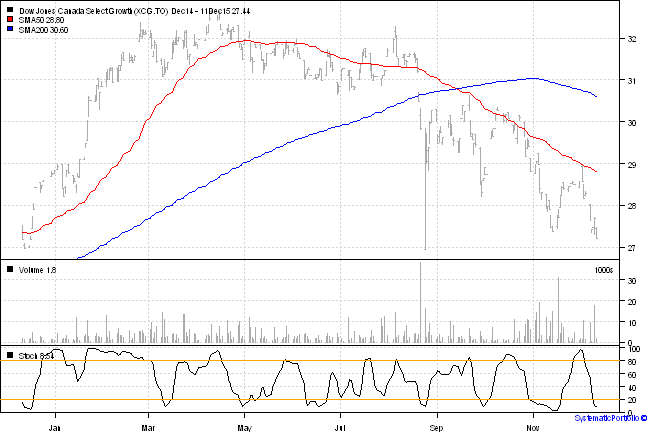 Dow Jones Canada Select Growth (XCG.TO) Dec14 - 11Dec15 27.44
SMA50 28.80
SMA200 30.60
32
31
30
29
28
27
Volume 1.8
1000s
30
20
10
0
Stoch 8.54
100
80
60
40
20
0
Jan Mar May Jul Sep Nov
SystematicPortfolio ©